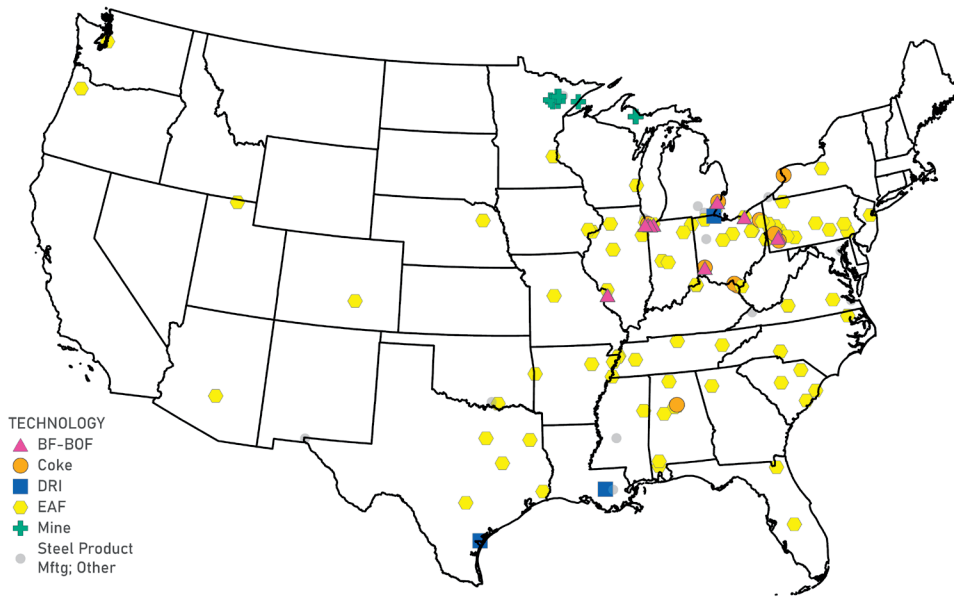 TECHNOLOGY
BF-BOF
Coke
DRI
EAF
Mine
Steel Product
Mftg; Other